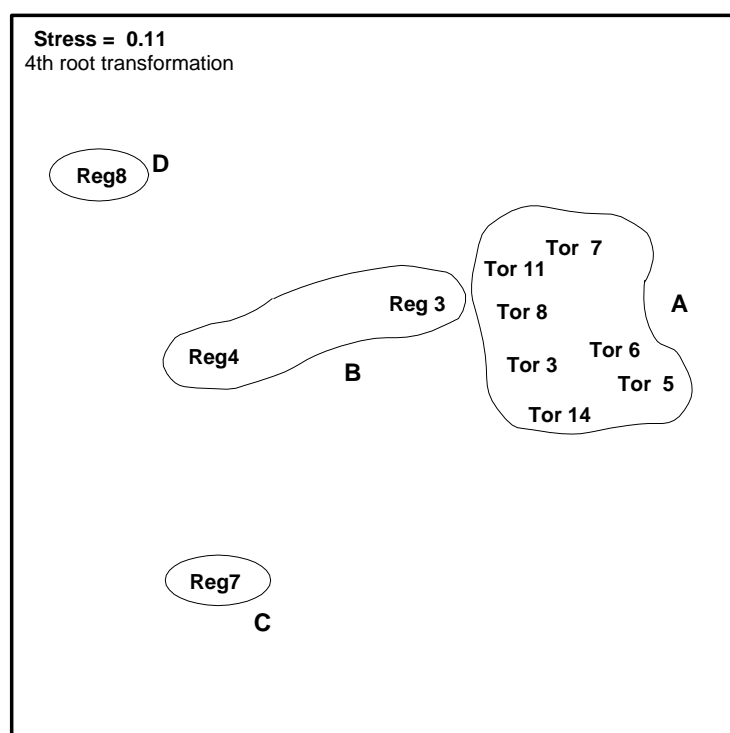 Stress = 0.11
4th root transformation
D
Reg8
Tor 7
Tor 11
Reg 3
Tor 8
A
Reg4
Tor 6
B
Tor 3
Tor 5
Tor 14
Reg7
C